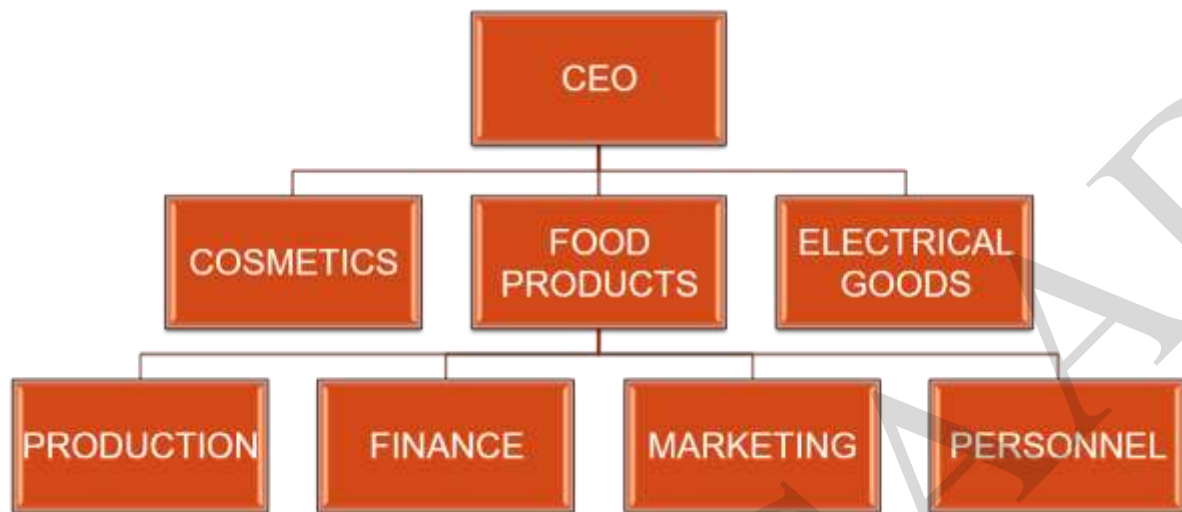 CEO
COSMETICS
FOOD
PRODUCTS
ELECTRICAL
GOODS
PRODUCTION
FINANCE
MARKETING
PERSONNEL